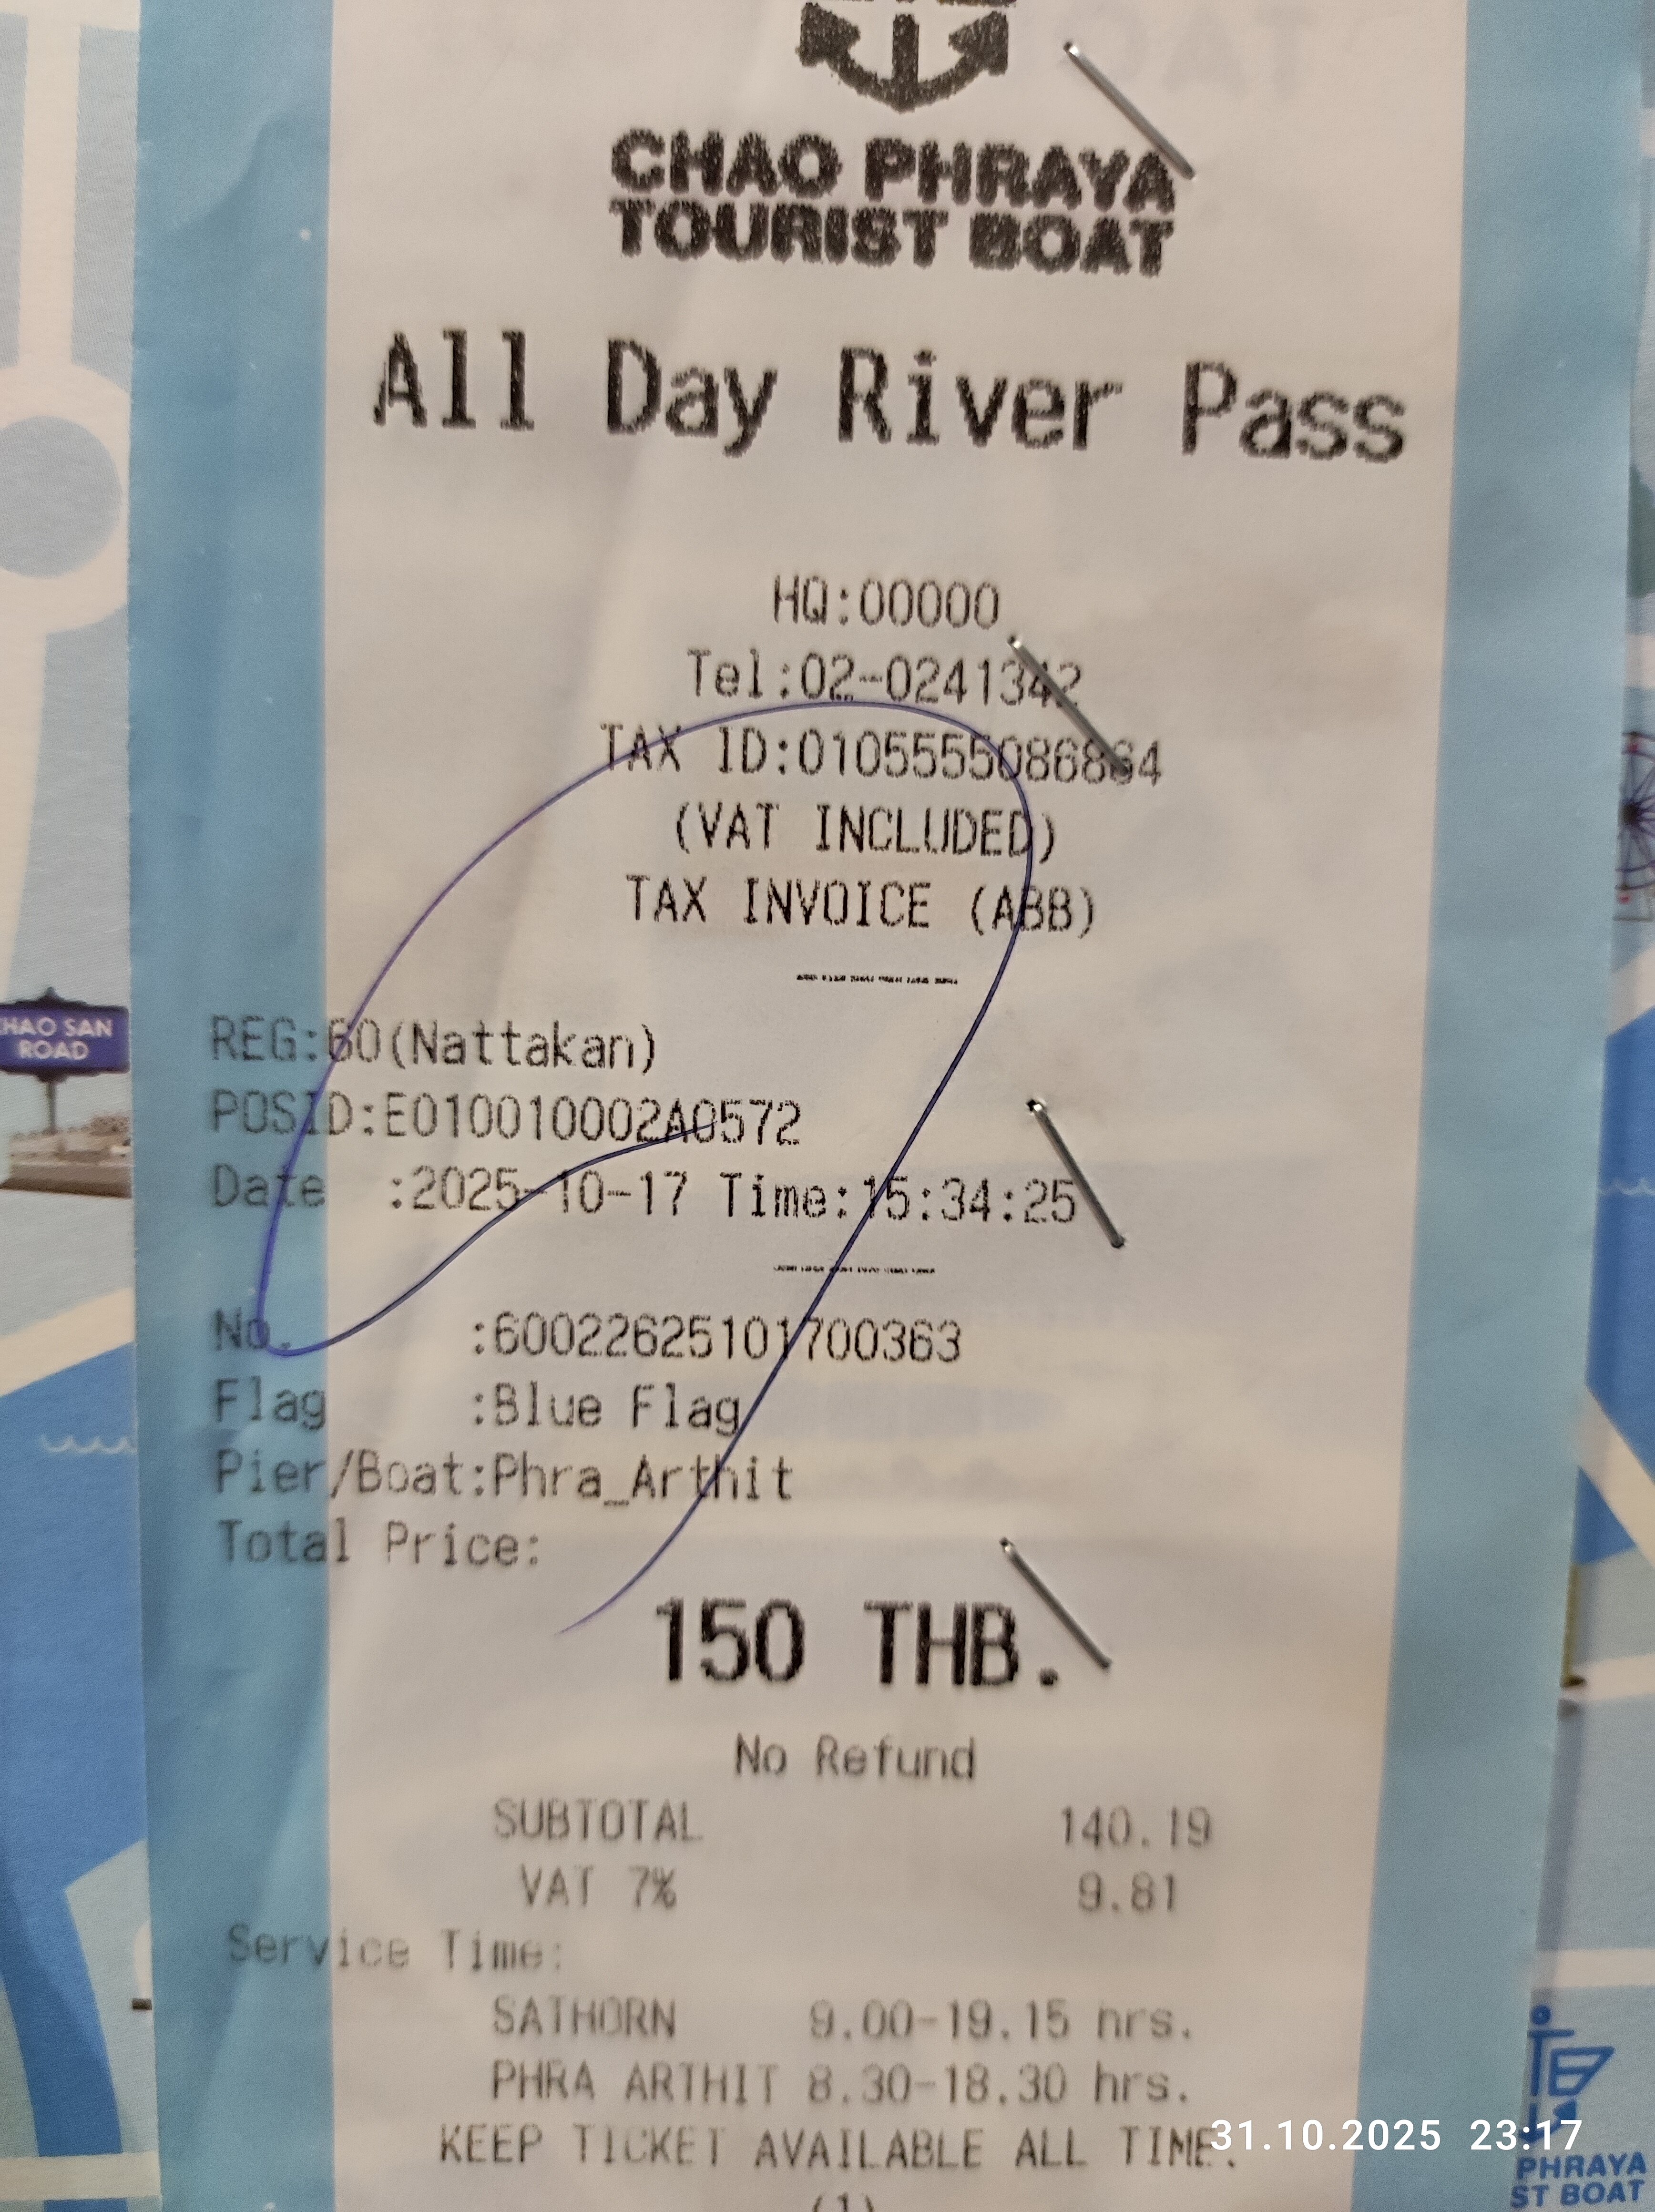 CHAO PHRAYA
TOURIST BOAT
All Day River Pass
HQ:00000
Tel:02-0241342
TAX ID:0105555086864
(VAT INCLUDED)
TAX INVOICE (ABB)
HAO SAN
ROAD
REG:60(Nattakan)
POSID:E010010002A0572
Date :2025-10-17 Time:15:34:25
No. :60022625101700363
Flag :Blue Flag
Pier/Boat:Phra_Arthit
Total Price:
150 THB.
No Refund
SUBTOTAL 140.19
VAT 7% 9.81
Service Time:
SATHORN 9.00-19.15 hrs.
PHRA ARTHIT 8.30-18.30 hrs.
KEEP TICKET AVAILABLE ALL TIME.
31.10.2025 23:17
PHRAYA
ST BOAT
(1)